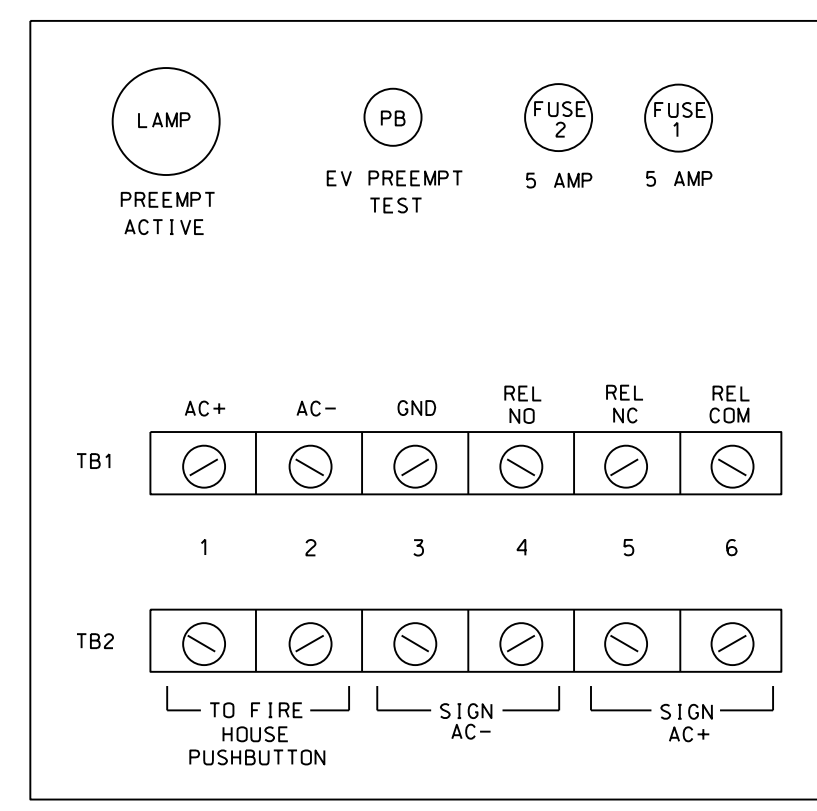 LAMP
PB
FUSE
2
FUSE
1
PREEMPT
ACTIVE
EV PREEMPT
TEST
5 AMP
5 AMP
AC+
AC-
GND
REL
NO
REL
NC
REL
COM
TB1
1 2 3 4 5 6
TB2
TO FIRE
HOUSE
PUSHBUTTON
SIGN
AC-
SIGN
AC+